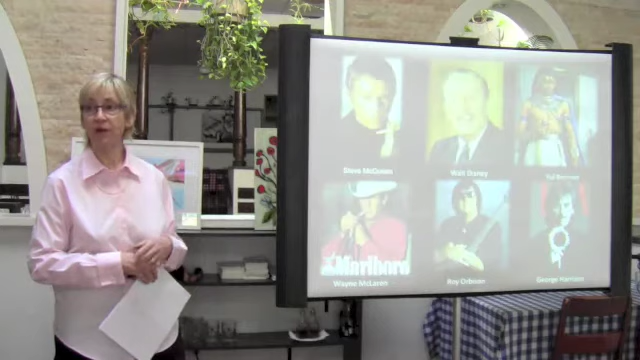 Steve McQueen
Walt Disney
Yul Brynner
Marlboro
Wayne McLaren
Roy Orbison
George Harrison